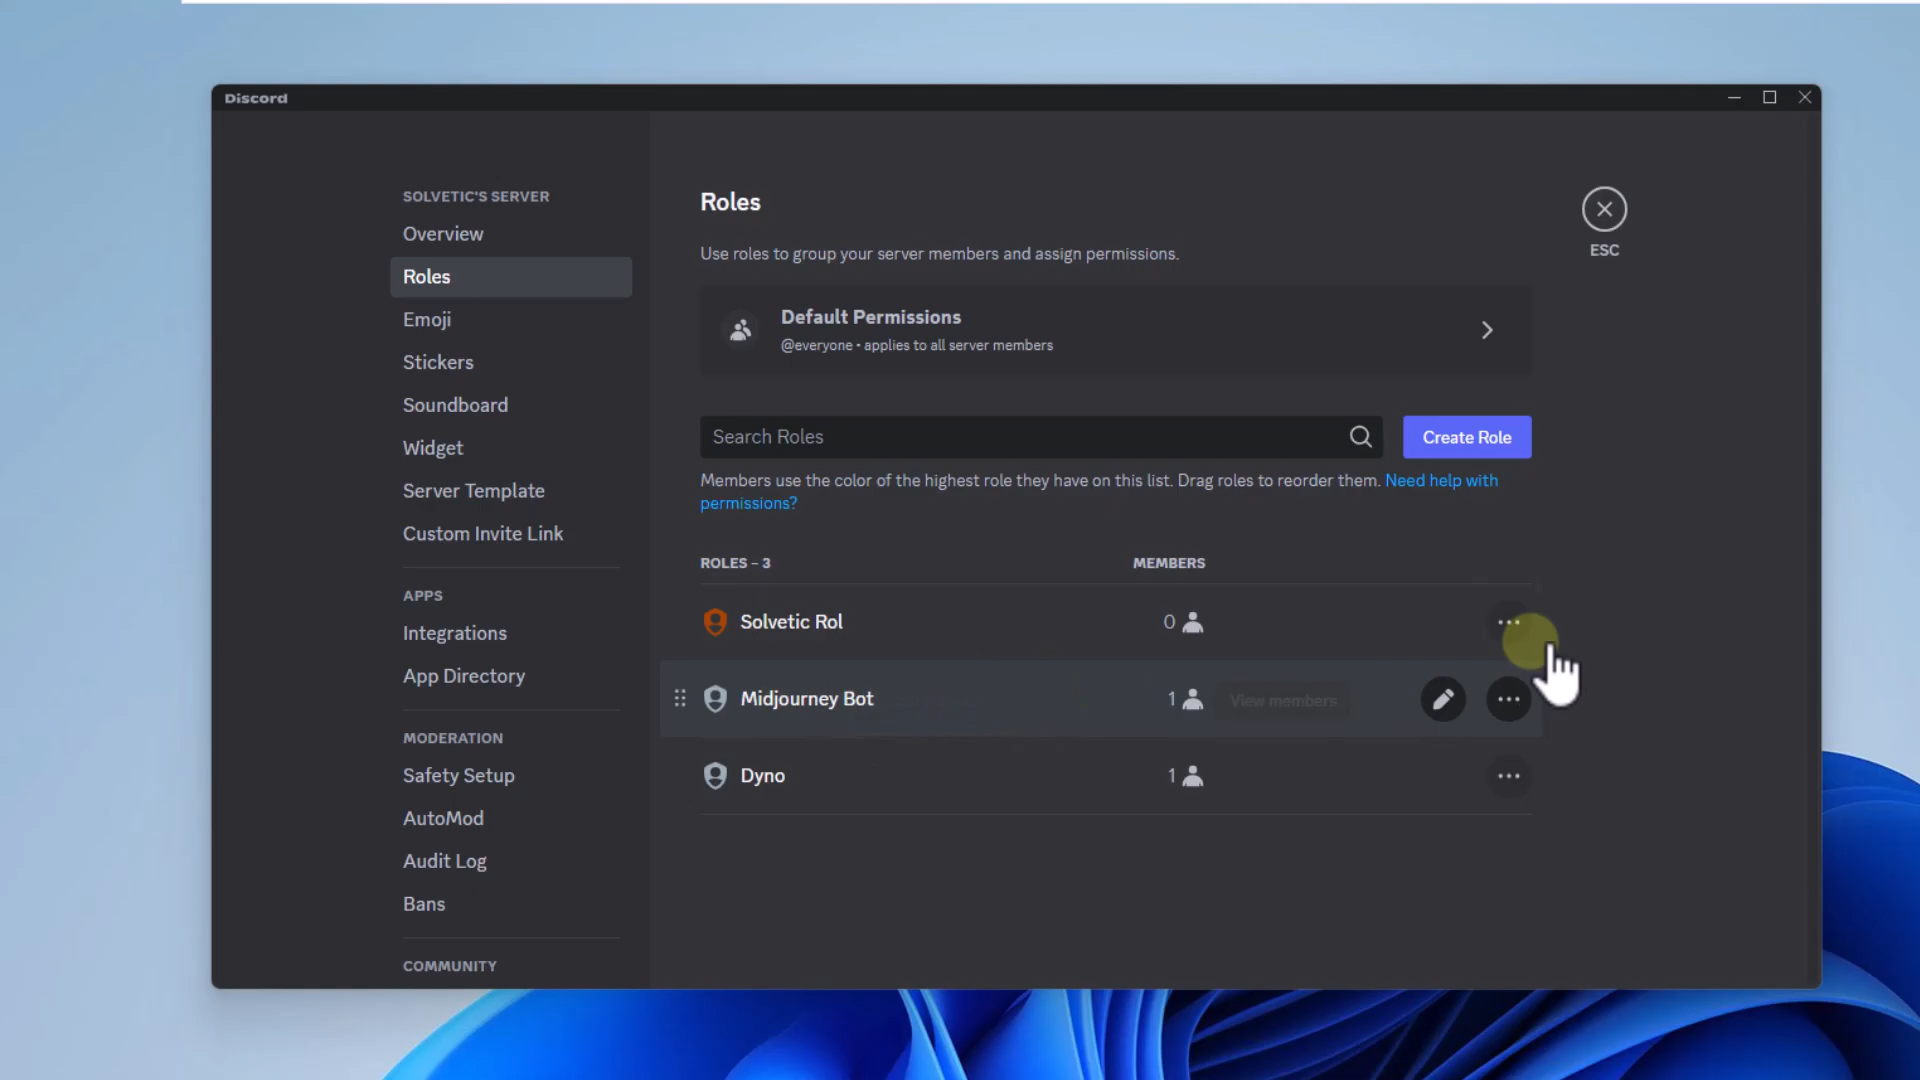 Discord
SOLVETIC'S SERVER
Overview
Roles
Emoji
Stickers
Soundboard
Widget
Server Template
Custom Invite Link
APPS
Integrations
App Directory
MODERATION
Safety Setup
AutoMod
Audit Log
Bans
COMMUNITY
Roles
Use roles to group your server members and assign permissions.
ESC
Default Permissions
@everyone • applies to all server members
Search Roles
Create Role
Members use the color of the highest role they have on this list. Drag roles to reorder them. Need help with
permissions?
ROLES – 3 MEMBERS
Solvetic Rol 0
Midjourney Bot 1 View members
Dyno 1